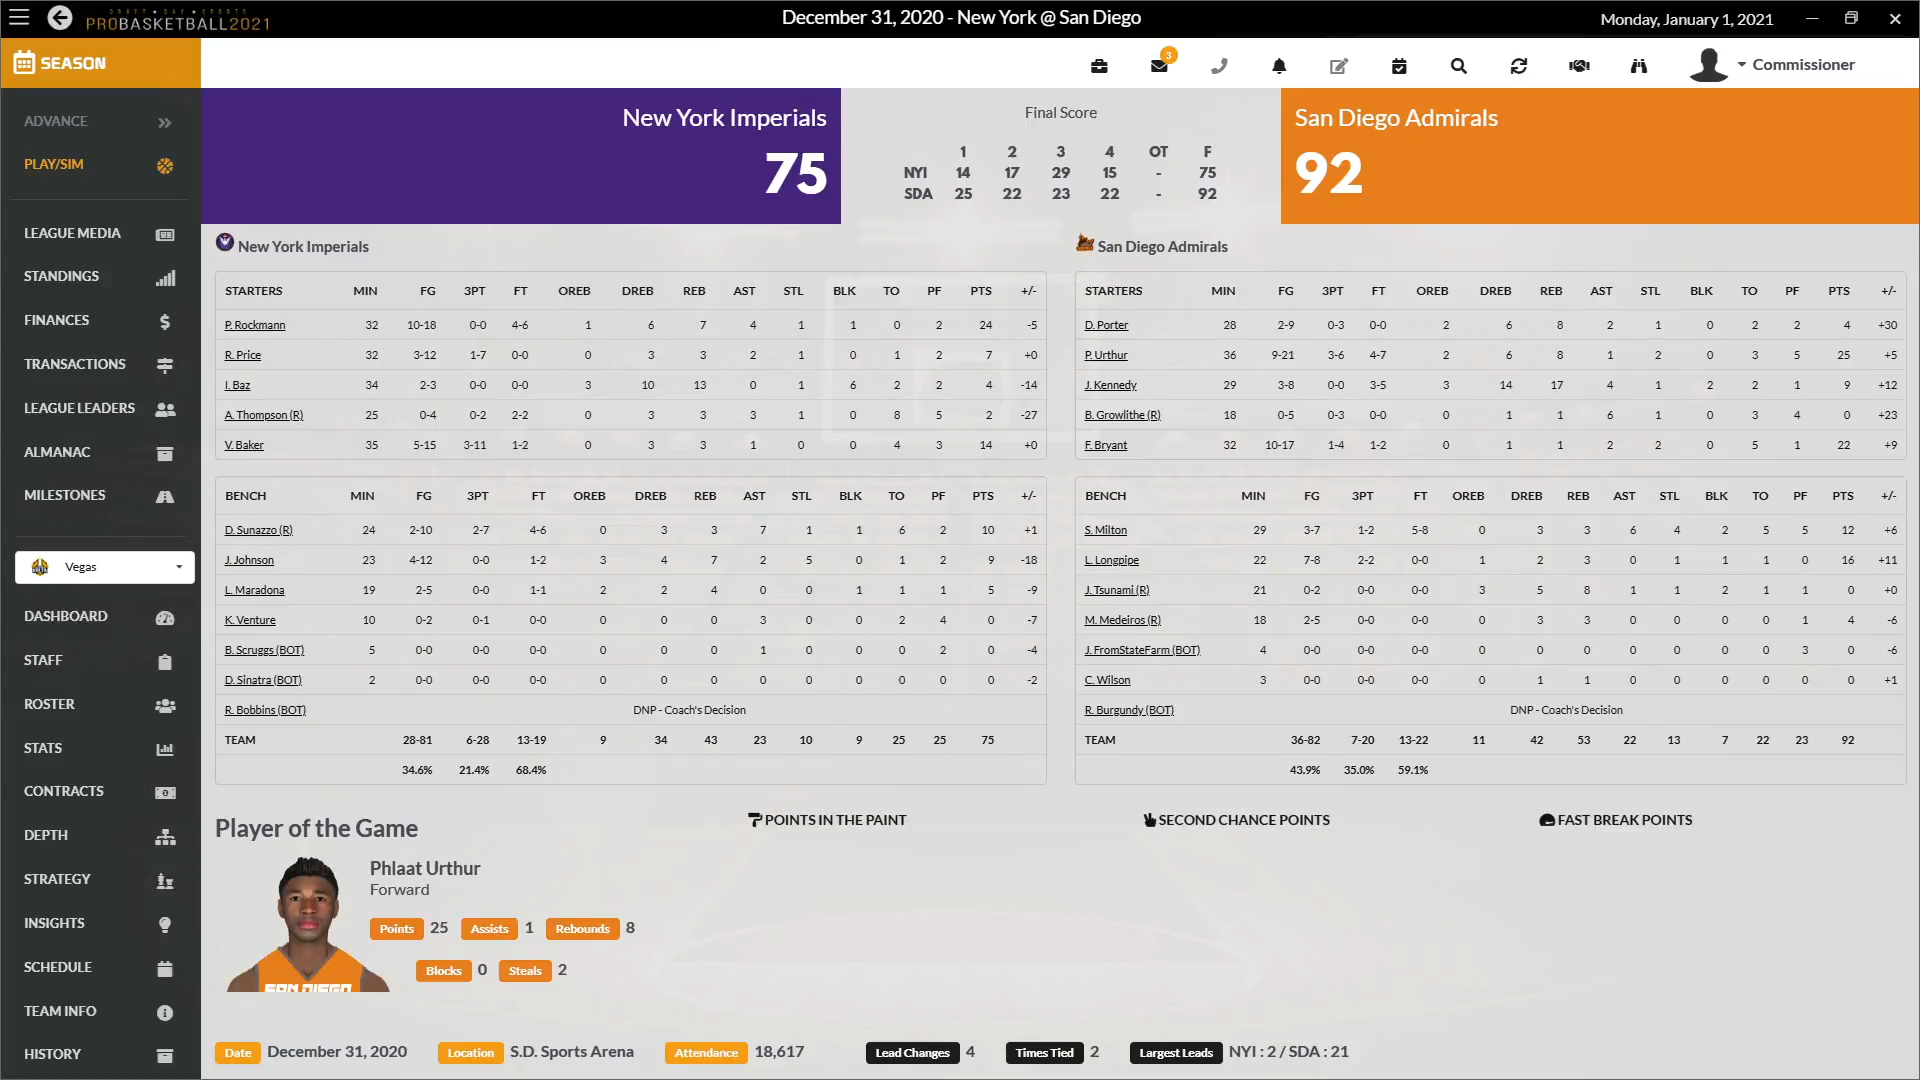 DRAFT DAY SPORTS
PROBASKETBALL2021
December 31, 2020 - New York @ San Diego
Monday, January 1, 2021
SEASON
3
Commissioner
ADVANCE
PLAY/SIM
LEAGUE MEDIA
STANDINGS
FINANCES
TRANSACTIONS
LEAGUE LEADERS
ALMANAC
MILESTONES
Vegas
DASHBOARD
STAFF
ROSTER
STATS
CONTRACTS
DEPTH
STRATEGY
INSIGHTS
SCHEDULE
TEAM INFO
HISTORY
New York Imperials
75
Final Score
1 2 3 4 OT F
NYI 14 17 29 15 - 75
SDA 25 22 23 22 - 92
San Diego Admirals
92
New York Imperials
STARTERS MIN FG 3PT FT OREB DREB REB AST STL BLK TO PF PTS +/-
P. Rockmann 32 10-18 0-0 4-6 1 6 7 4 1 1 0 2 24 -5
R. Price 32 3-12 1-7 0-0 0 3 3 2 1 0 1 2 7 +0
I. Baz 34 2-3 0-0 0-0 3 10 13 0 1 6 2 2 4 -14
A. Thompson (R) 25 0-4 0-2 2-2 0 3 3 3 1 0 8 5 2 -27
V. Baker 35 5-15 3-11 1-2 0 3 3 1 0 0 4 3 14 +0
BENCH MIN FG 3PT FT OREB DREB REB AST STL BLK TO PF PTS +/-
D. Sunazzo (R) 24 2-10 2-7 4-6 0 3 3 7 1 1 6 2 10 +1
J. Johnson 23 4-12 0-0 1-2 3 4 7 2 5 0 1 2 9 -18
L. Maradona 19 2-5 0-0 1-1 2 2 4 0 0 1 1 1 5 -9
K. Venture 10 0-2 0-1 0-0 0 0 0 3 0 0 2 4 0 -7
B. Scruggs (BOT) 5 0-0 0-0 0-0 0 0 0 1 0 0 0 2 0 -4
D. Sinatra (BOT) 2 0-0 0-0 0-0 0 0 0 0 0 0 0 0 0 -2
R. Bobbins (BOT) DNP - Coach's Decision
TEAM 28-81 6-28 13-19 9 34 43 23 10 9 25 25 75
34.6% 21.4% 68.4%
San Diego Admirals
STARTERS MIN FG 3PT FT OREB DREB REB AST STL BLK TO PF PTS +/-
D. Porter 28 2-9 0-3 0-0 2 6 8 2 1 0 2 2 4 +30
P. Urthur 36 9-21 3-6 4-7 2 6 8 1 2 0 3 5 25 +5
J. Kennedy 29 3-8 0-0 3-5 3 14 17 4 1 2 2 1 9 +12
B. Growlithe (R) 18 0-5 0-3 0-0 0 1 1 6 1 0 3 4 0 +23
F. Bryant 32 10-17 1-4 1-2 0 1 1 2 2 0 5 1 22 +9
BENCH MIN FG 3PT FT OREB DREB REB AST STL BLK TO PF PTS +/-
S. Milton 29 3-7 1-2 5-8 0 3 3 6 4 2 5 5 12 +6
L. Longpipe 22 7-8 2-2 0-0 1 2 3 0 1 1 1 0 16 +11
J. Tsunami (R) 21 0-2 0-0 0-0 3 5 8 1 1 2 1 1 0 +0
M. Medeiros (R) 18 2-5 0-0 0-0 0 3 3 0 0 0 0 1 4 -6
J. FromStateFarm (BOT) 4 0-0 0-0 0-0 0 0 0 0 0 0 0 3 0 -6
C. Wilson 3 0-0 0-0 0-0 0 1 1 0 0 0 0 0 0 +1
R. Burgundy (BOT) DNP - Coach's Decision
TEAM 36-82 7-20 13-22 11 42 53 22 13 7 22 23 92
43.9% 35.0% 59.1%
Player of the Game
POINTS IN THE PAINT
SECOND CHANCE POINTS
FAST BREAK POINTS
Phlaat Urthur
Forward
Points 25 Assists 1 Rebounds 8
Blocks 0 Steals 2
SAN DIEGO
Date December 31, 2020 Location S.D. Sports Arena Attendance 18,617 Lead Changes 4 Times Tied 2 Largest Leads NYI : 2 / SDA : 21